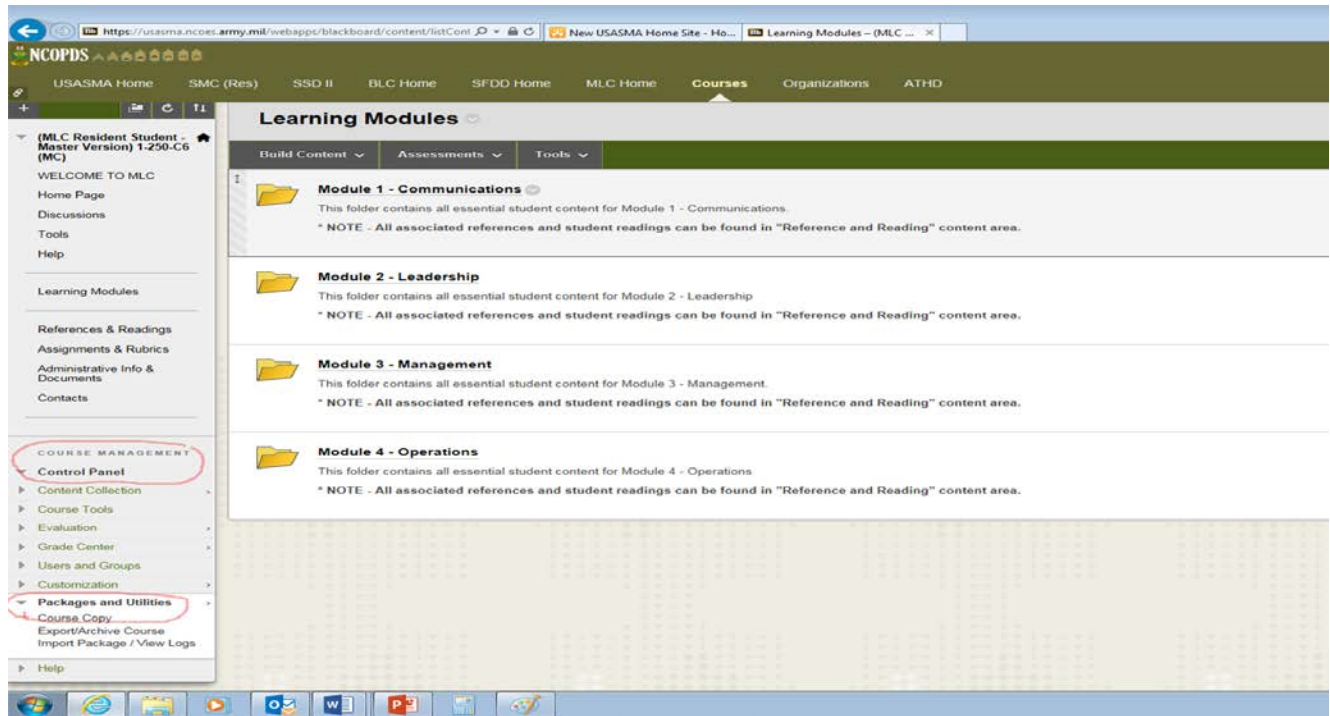 https://usasma.ncoes.army.mil/webapps/blackboard/content/listCont
New USASMA Home Site - Ho...
Learning Modules – (MLC ...
NCOPDS
USASMA Home
SMC (Res)
SSD II
BLC Home
SFDD Home
MLC Home
Courses
Organizations
ATHD
(MLC Resident Student -
Master Version) 1-250-C6
(MC)
WELCOME TO MLC
Home Page
Discussions
Tools
Help
Learning Modules
References & Readings
Assignments & Rubrics
Administrative Info &
Documents
Contacts
COURSE MANAGEMENT
Control Panel
Content Collection
Course Tools
Evaluation
Grade Center
Users and Groups
Customization
Packages and Utilities
Course Copy
Export/Archive Course
Import Package / View Logs
Help
Learning Modules
Build Content
Assessments
Tools
Module 1 - Communications
This folder contains all essential student content for Module 1 - Communications.
* NOTE - All associated references and student readings can be found in "Reference and Reading" content area.
Module 2 - Leadership
This folder contains all essential student content for Module 2 - Leadership
* NOTE - All associated references and student readings can be found in "Reference and Reading" content area.
Module 3 - Management
This folder contains all essential student content for Module 3 - Management.
* NOTE - All associated references and student readings can be found in "Reference and Reading" content area.
Module 4 - Operations
This folder contains all essential student content for Module 4 - Operations
* NOTE - All associated references and student readings can be found in "Reference and Reading" content area.